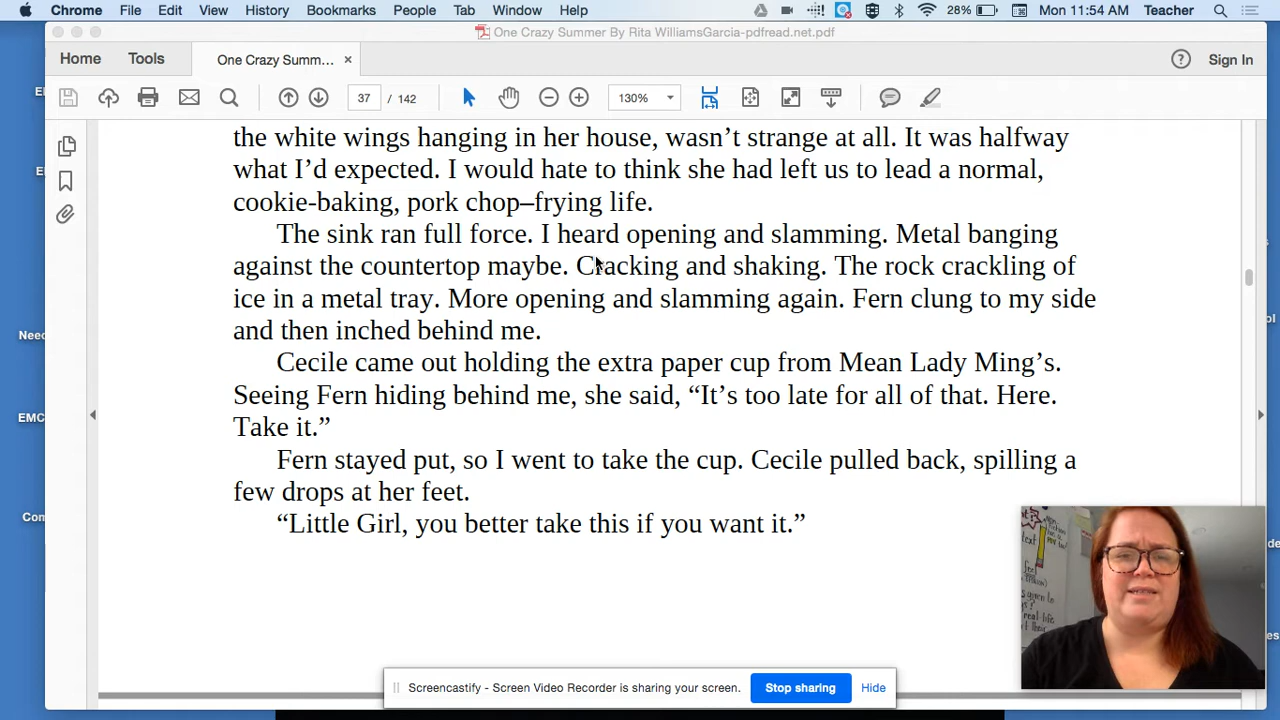 Chrome File Edit View History Bookmarks People Tab Window Help 28% Mon 11:54 AM Teacher
One Crazy Summer By Rita WilliamsGarcia-pdfread.net.pdf
Home Tools One Crazy Summ... × Sign In
37 / 142 130%
the white wings hanging in her house, wasn’t strange at all. It was halfway
what I’d expected. I would hate to think she had left us to lead a normal,
cookie-baking, pork chop–frying life.
The sink ran full force. I heard opening and slamming. Metal banging
against the countertop maybe. Cracking and shaking. The rock crackling of
ice in a metal tray. More opening and slamming again. Fern clung to my side
and then inched behind me.
Cecile came out holding the extra paper cup from Mean Lady Ming’s.
Seeing Fern hiding behind me, she said, “It’s too late for all of that. Here.
Take it.”
Fern stayed put, so I went to take the cup. Cecile pulled back, spilling a
few drops at her feet.
“Little Girl, you better take this if you want it.”
Need
EMC
Com
text
feel
real life
Screencastify - Screen Video Recorder is sharing your screen. Stop sharing Hide